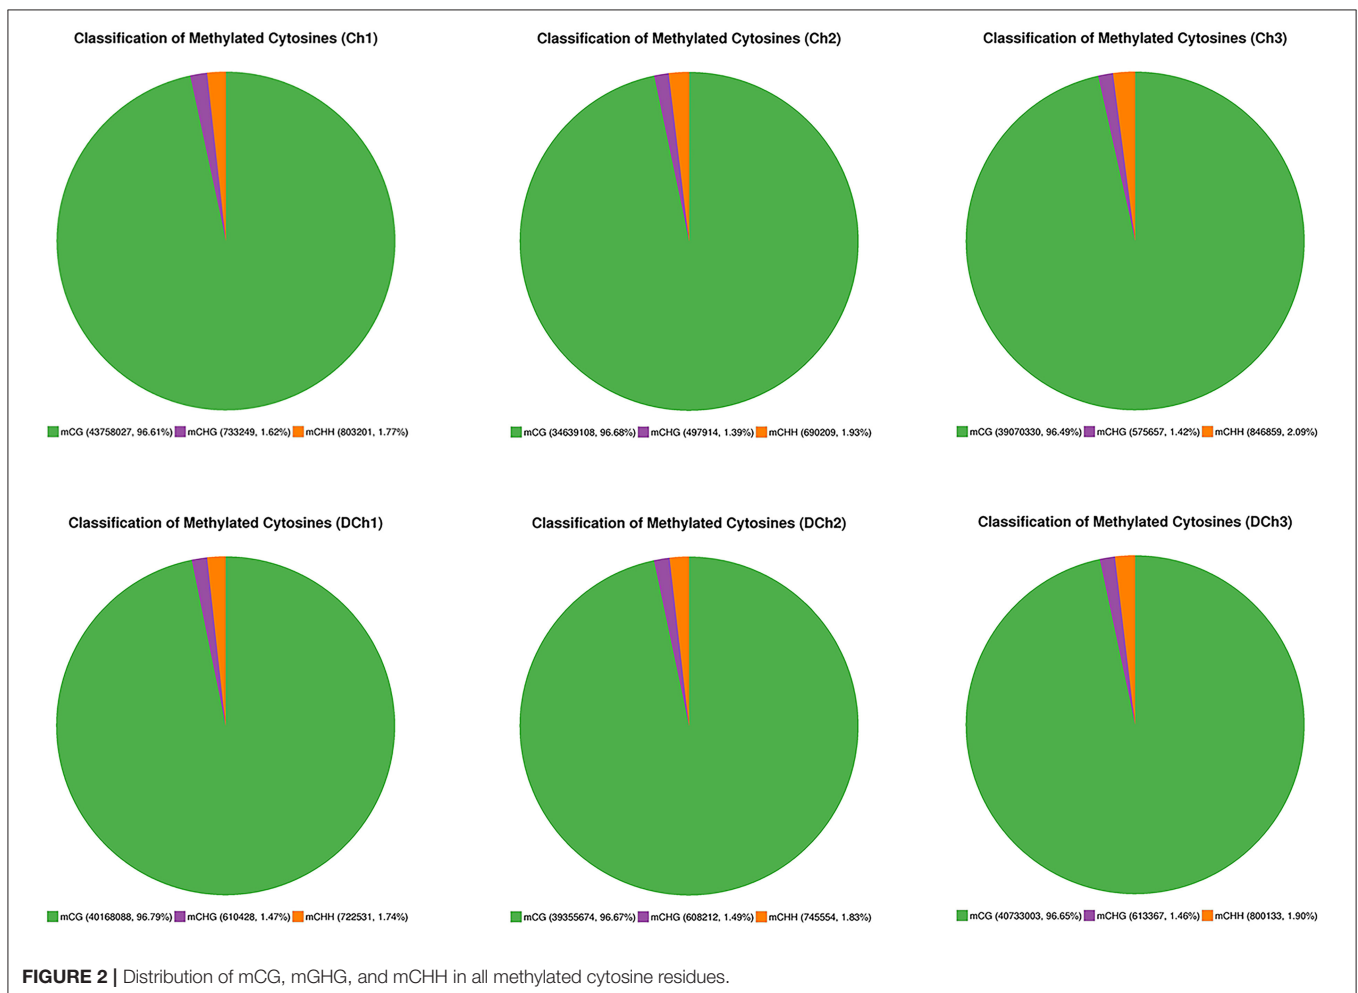 Classification of Methylated Cytosines (Ch1)
mCG (43758027, 96.61%) mCHG (733249, 1.62%) mCHH (803201, 1.77%)
Classification of Methylated Cytosines (Ch2)
mCG (34639108, 96.68%) mCHG (497914, 1.39%) mCHH (690209, 1.93%)
Classification of Methylated Cytosines (Ch3)
mCG (39070330, 96.49%) mCHG (575657, 1.42%) mCHH (846859, 2.09%)
Classification of Methylated Cytosines (DCh1)
mCG (40168088, 96.79%) mCHG (610428, 1.47%) mCHH (722531, 1.74%)
Classification of Methylated Cytosines (DCh2)
mCG (39355674, 96.67%) mCHG (608212, 1.49%) mCHH (745554, 1.83%)
Classification of Methylated Cytosines (DCh3)
mCG (40733003, 96.65%) mCHG (613367, 1.46%) mCHH (800133, 1.90%)
FIGURE 2 | Distribution of mCG, mGHG, and mCHH in all methylated cytosine residues.